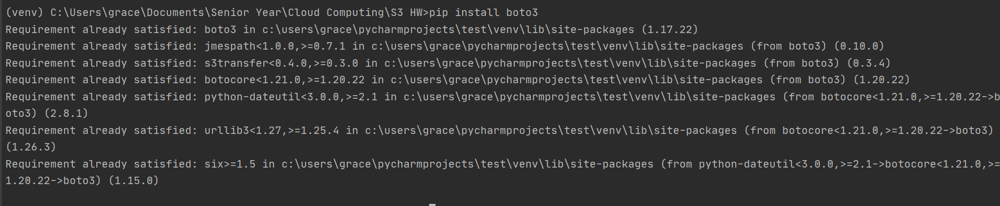 (venv) C:\Users\grace\Documents\Senior Year\Cloud Computing\S3 HW>pip install boto3
Requirement already satisfied: boto3 in c:\users\grace\pycharmprojects\test\venv\lib\site-packages (1.17.22)
Requirement already satisfied: jmespath<1.0.0,>=0.7.1 in c:\users\grace\pycharmprojects\test\venv\lib\site-packages (from boto3) (0.10.0)
Requirement already satisfied: s3transfer<0.4.0,>=0.3.0 in c:\users\grace\pycharmprojects\test\venv\lib\site-packages (from boto3) (0.3.4)
Requirement already satisfied: botocore<1.21.0,>=1.20.22 in c:\users\grace\pycharmprojects\test\venv\lib\site-packages (from boto3) (1.20.22)
Requirement already satisfied: python-dateutil<3.0.0,>=2.1 in c:\users\grace\pycharmprojects\test\venv\lib\site-packages (from botocore<1.21.0,>=1.20.22->b
oto3) (2.8.1)
Requirement already satisfied: urllib3<1.27,>=1.25.4 in c:\users\grace\pycharmprojects\test\venv\lib\site-packages (from botocore<1.21.0,>=1.20.22->boto3)
(1.26.3)
Requirement already satisfied: six>=1.5 in c:\users\grace\pycharmprojects\test\venv\lib\site-packages (from python-dateutil<3.0.0,>=2.1->botocore<1.21.0,>=
1.20.22->boto3) (1.15.0)